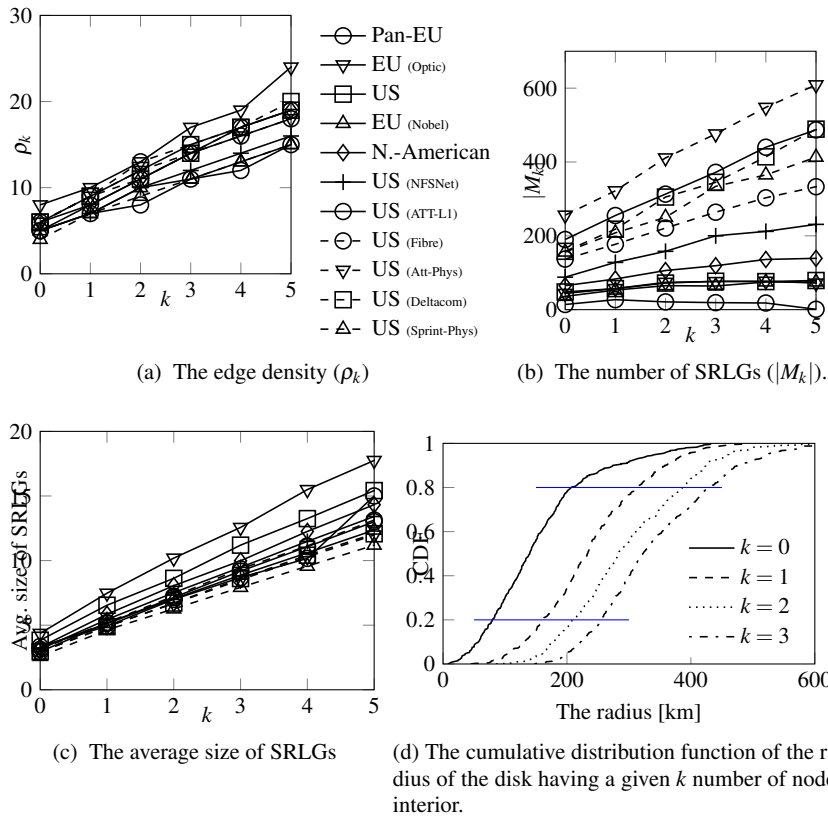 30
20
10
0
0 1 2 3 4 5
k
ρk
Pan-EU
EU (Optic)
US
EU (Nobel)
N.-American
US (NFSNet)
US (ATT-L1)
US (Fibre)
US (Att-Phys)
US (Deltacom)
US (Sprint-Phys)
600
400
200
0
0 1 2 3 4 5
k
|Mk|
(a) The edge density (ρk)
(b) The number of SRLGs (|Mk|).
20
15
10
5
0
0 1 2 3 4 5
k
Avg. size of SRLGs
1
0.8
0.6
0.4
0.2
0
0 200 400 600
The radius [km]
CDF
k = 0
k = 1
k = 2
k = 3
(c) The average size of SRLGs
(d) The cumulative distribution function of the ra-
dius of the disk having a given k number of node
interior.